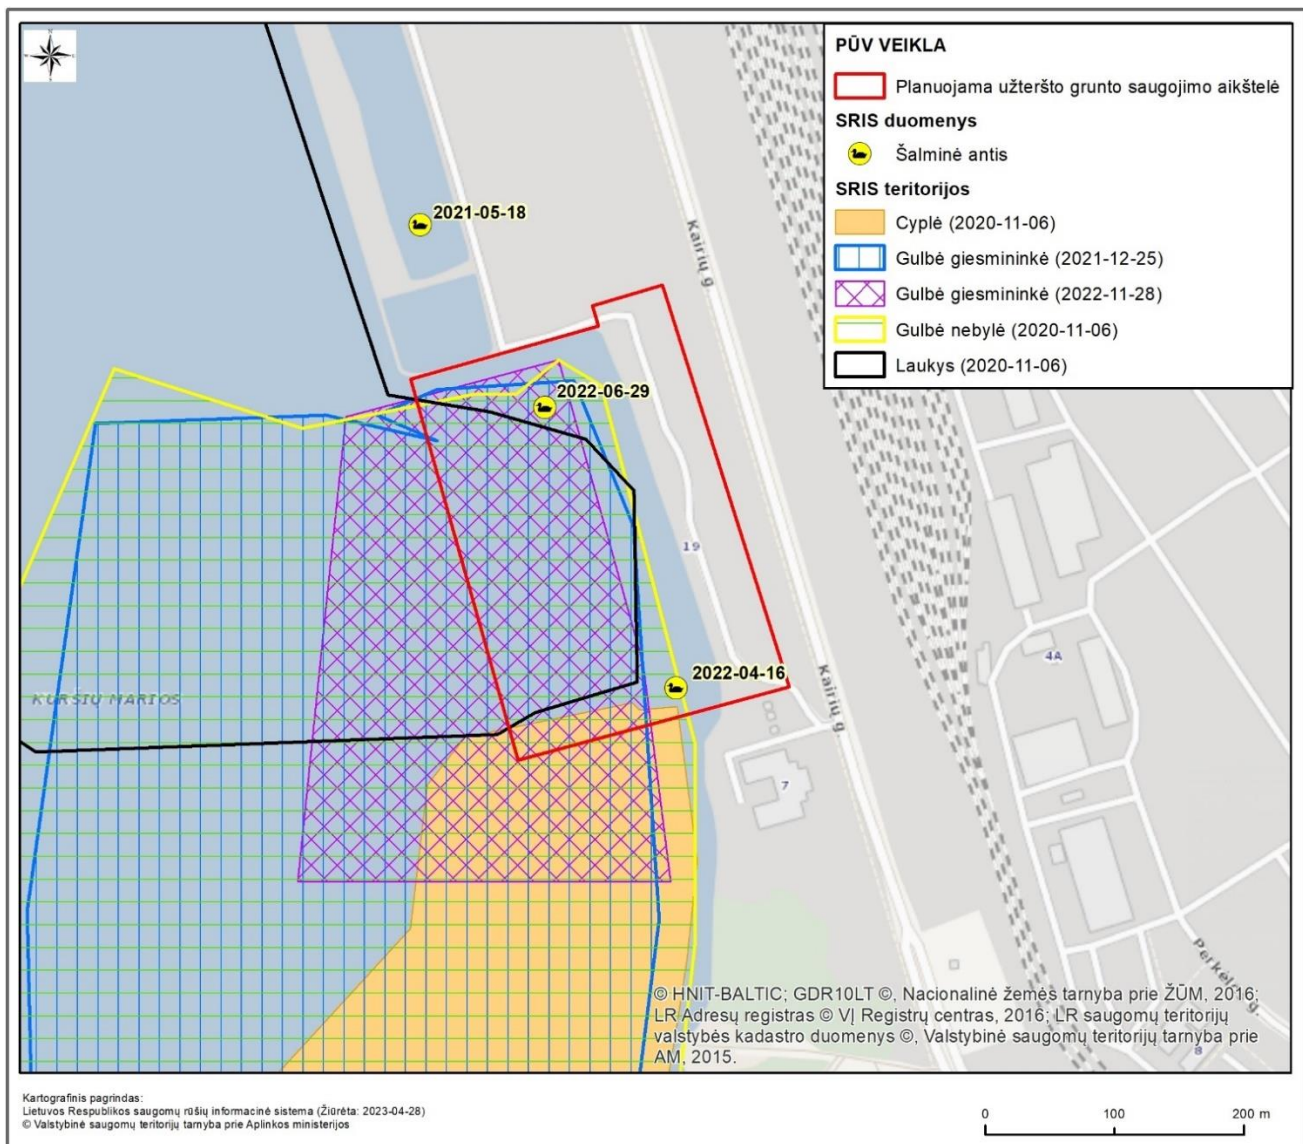 PŪV VEIKLA
Planuojama užteršto grunto saugojimo aikštelė
SRIS duomenys
Šalminė antis
SRIS teritorijos
Cyplė (2020-11-06)
Gulbė giesmininkė (2021-12-25)
Gulbė giesmininkė (2022-11-28)
Gulbė nebylė (2020-11-06)
Laukys (2020-11-06)
2021-05-18
Kairių g.
2022-06-29
19
4A
2022-04-16
KURŠIŲ MARIOS
Kairių g.
7
Perkėlos g.
8
© HNIT-BALTIC; GDR10LT ©, Nacionalinė žemės tarnyba prie ŽŪM, 2016;
LR Adresų registras © VĮ Registrų centras, 2016; LR saugomų teritorijų
valstybės kadastro duomenys ©, Valstybinė saugomų teritorijų tarnyba prie
AM, 2015.
Kartografinis pagrindas:
Lietuvos Respublikos saugomų rūšių informacinė sistema (Žiūrėta: 2023-04-28)
© Valstybinė saugomų teritorijų tarnyba prie Aplinkos ministerijos
0 100 200 m